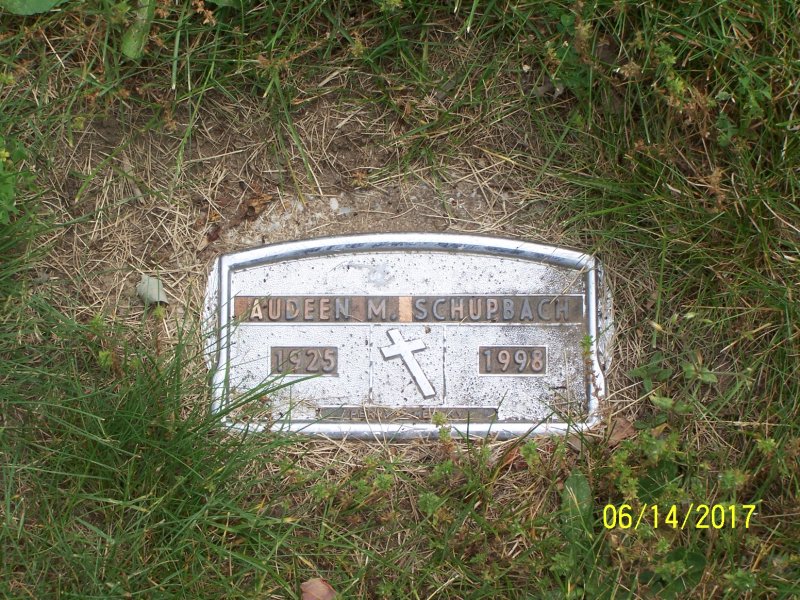 AUDEEN M. SCHUPBACH
1925 1998
06/14/2017